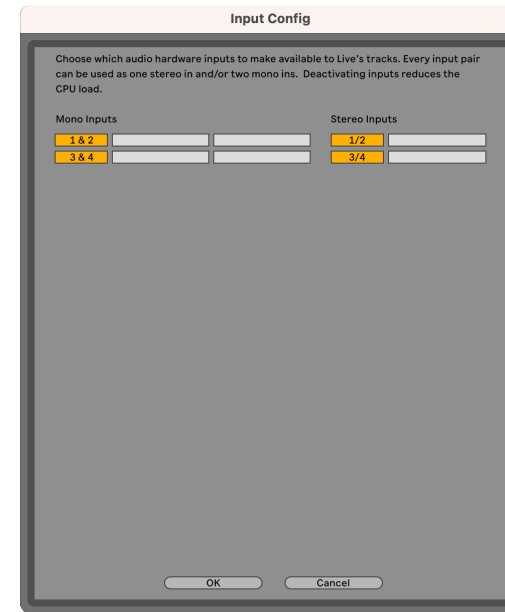 Input Config
Choose which audio hardware inputs to make available to Live's tracks. Every input pair
can be used as one stereo in and/or two mono ins. Deactivating inputs reduces the
CPU load.
Mono Inputs Stereo Inputs
1 & 2 1/2
3 & 4 3/4
OK Cancel